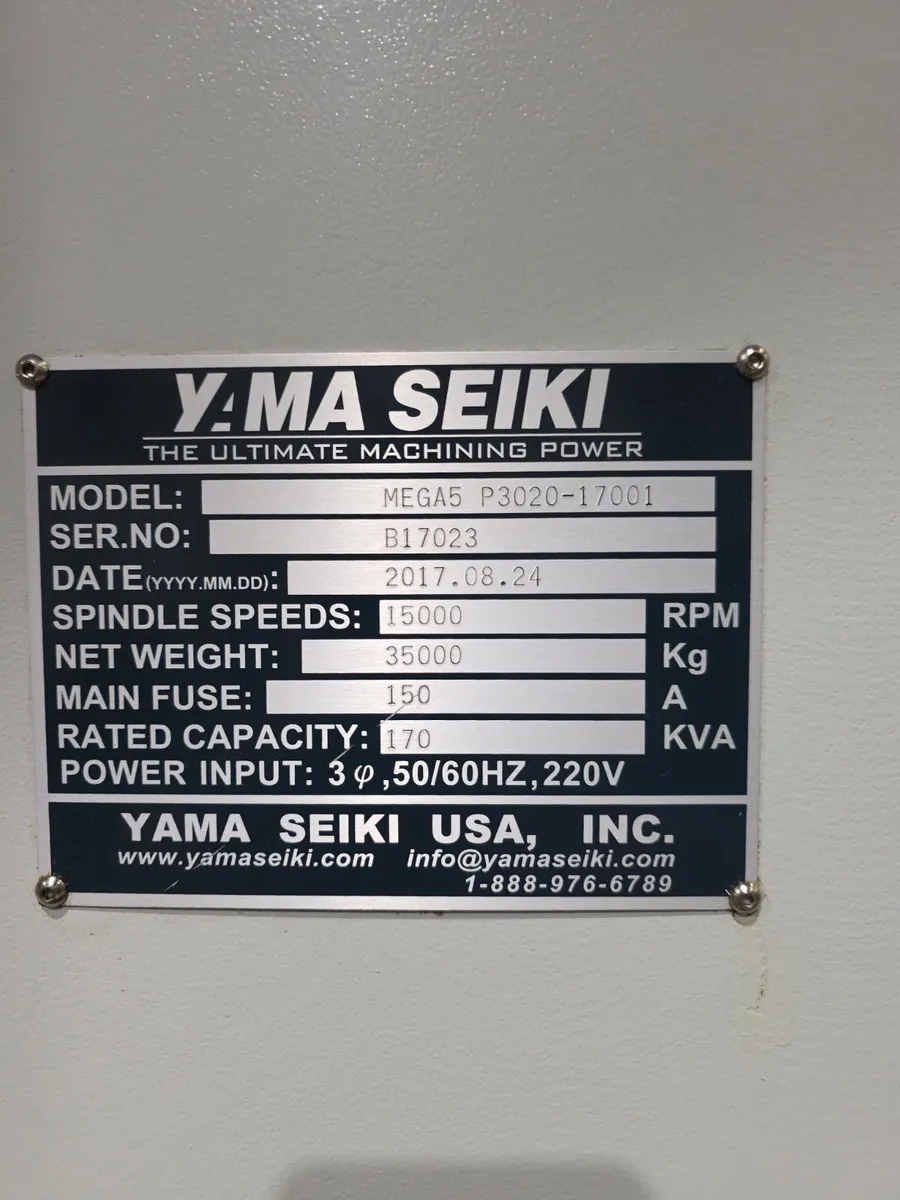 YAMA SEIKI
THE ULTIMATE MACHINING POWER
MODEL: MEGA5 P3020-17001
SER.NO: B17023
DATE(YYYY.MM.DD): 2017.08.24
SPINDLE SPEEDS: 15000 RPM
NET WEIGHT: 35000 Kg
MAIN FUSE: 150 A
RATED CAPACITY: 170 KVA
POWER INPUT: 3φ,50/60HZ,220V
YAMA SEIKI USA, INC.
www.yamaseiki.com info@yamaseiki.com
1-888-976-6789